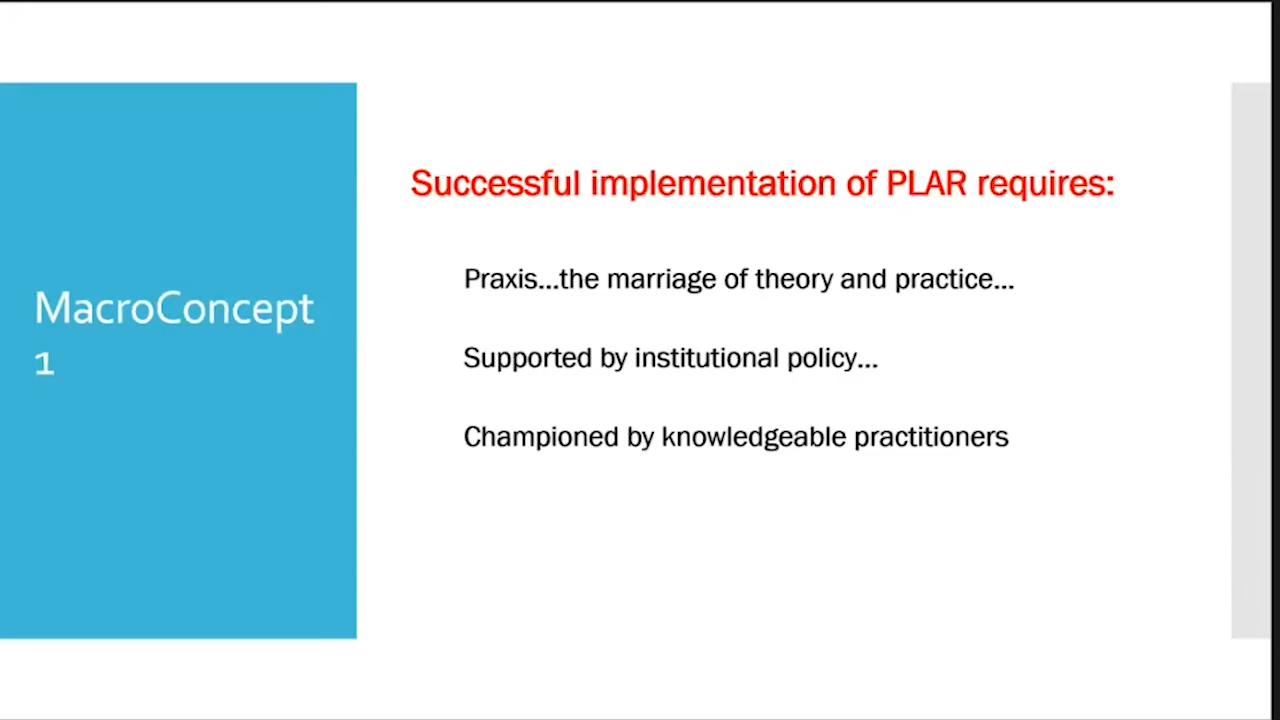 MacroConcept
1
Successful implementation of PLAR requires:
Praxis...the marriage of theory and practice...
Supported by institutional policy...
Championed by knowledgeable practitioners